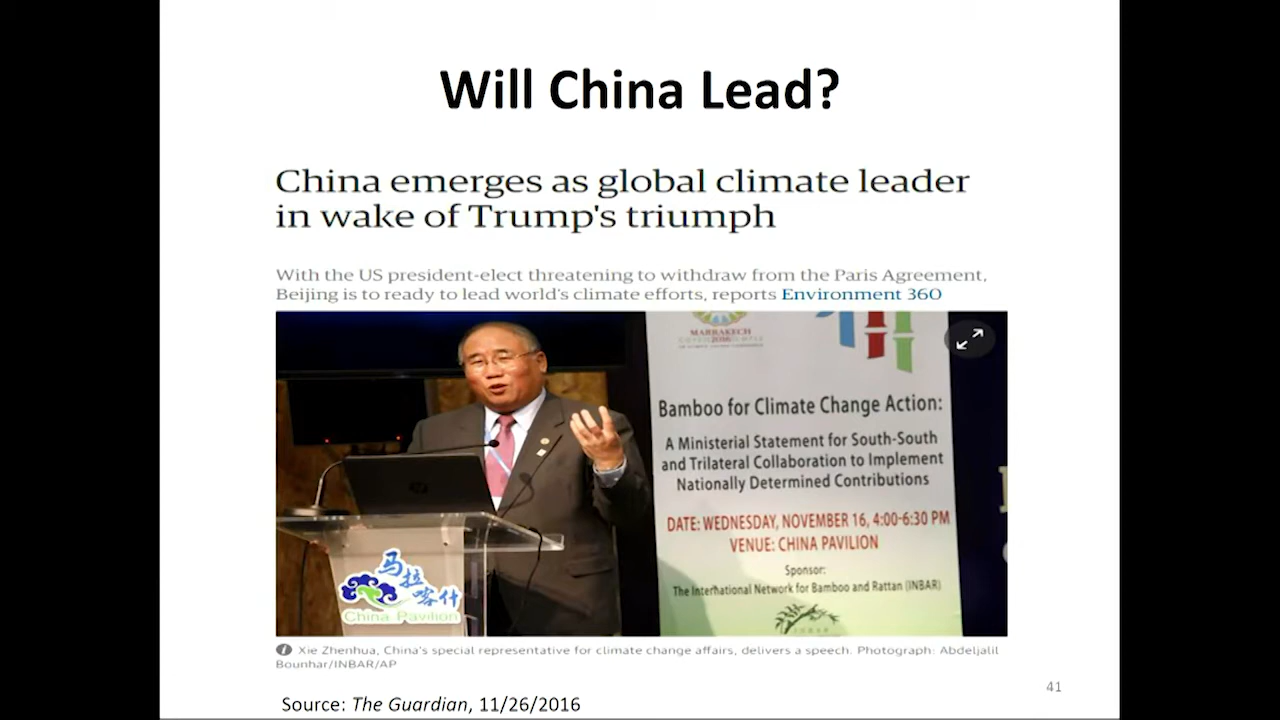 Will China Lead?
China emerges as global climate leader
in wake of Trump's triumph
With the US president-elect threatening to withdraw from the Paris Agreement,
Beijing is to ready to lead world's climate efforts, reports Environment 360
MARRAKECH
Bamboo for Climate Change Action:
A Ministerial Statement for South-South
and Trilateral Collaboration to Implement
Nationally Determined Contributions
DATE: WEDNESDAY, NOVEMBER 16, 4:00-6:30 PM
VENUE: CHINA PAVILION
Sponsor:
The International Network for Bamboo and Rattan (INBAR)
马拉喀什
China Pavilion
Xie Zhenhua, China's special representative for climate change affairs, delivers a speech. Photograph: Abdeljalil
Bounhar/INBAR/AP
41
Source: The Guardian, 11/26/2016